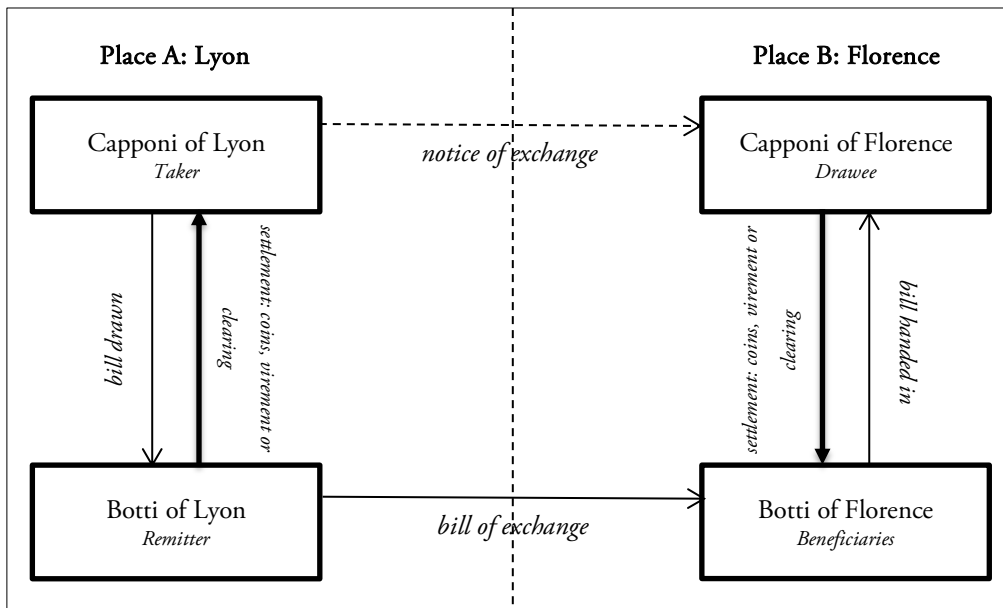 Place A: Lyon
Place B: Florence
Capponi of Lyon
Taker
notice of exchange
Capponi of Florence
Drawee
bill drawn
settlement: coins, virement or
clearing
settlement: coins, virement or
clearing
bill handed in
Botti of Lyon
Remitter
bill of exchange
Botti of Florence
Beneficiaries